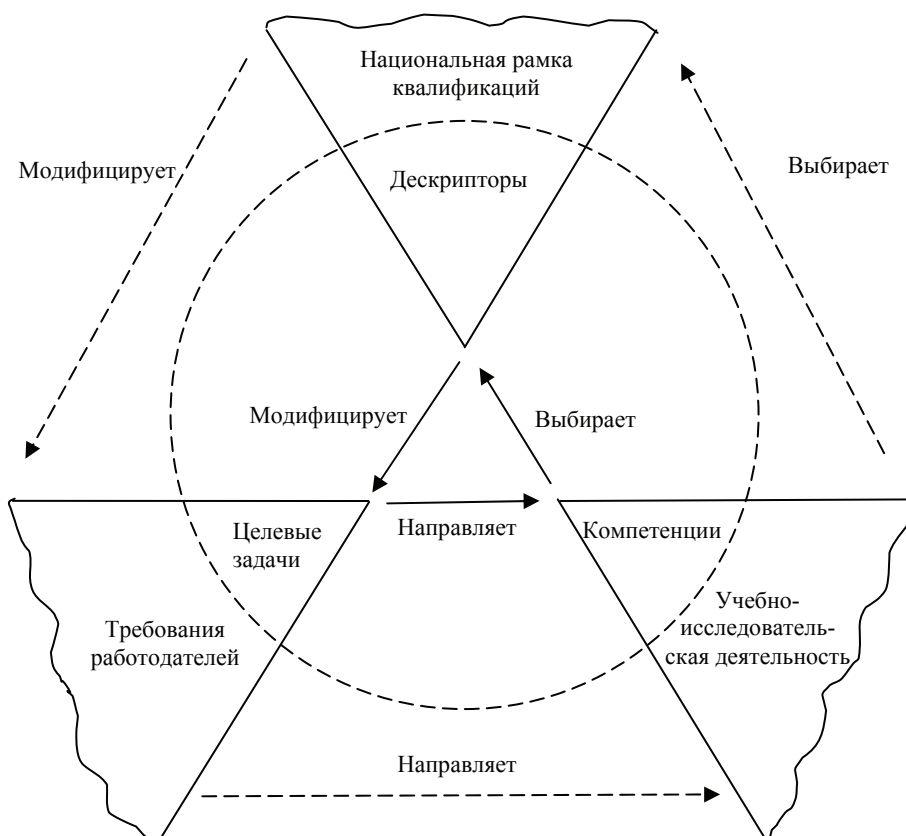 Национальная рамка
квалификаций
Модифицирует
Выбирает
Дескрипторы
Модифицирует
Выбирает
Направляет
Целевые
задачи
Компетенции
Требования
работодателей
Учебно-
исследователь-
ская деятельность
Направляет